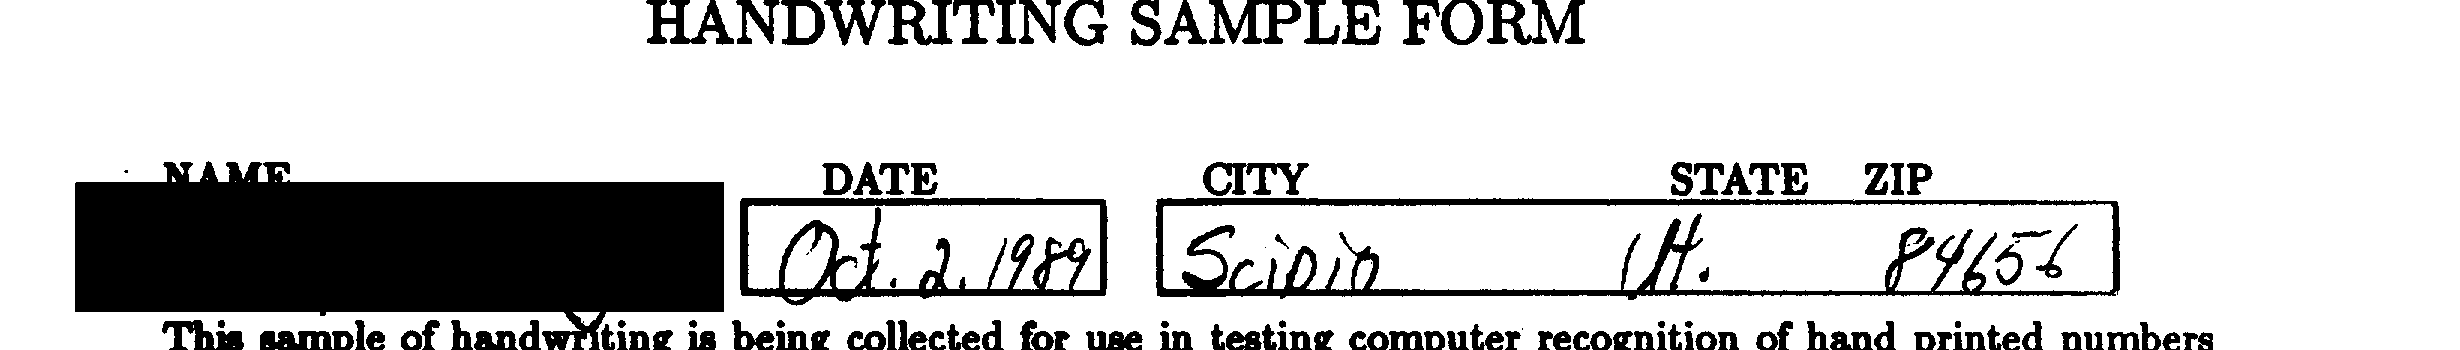 HANDWRITING SAMPLE FORM
NAME DATE CITY STATE ZIP
Oct. 2. 1989 Scipio Ut. 84656
This sample of handwriting is being collected for use in testing computer recognition of hand printed numbers